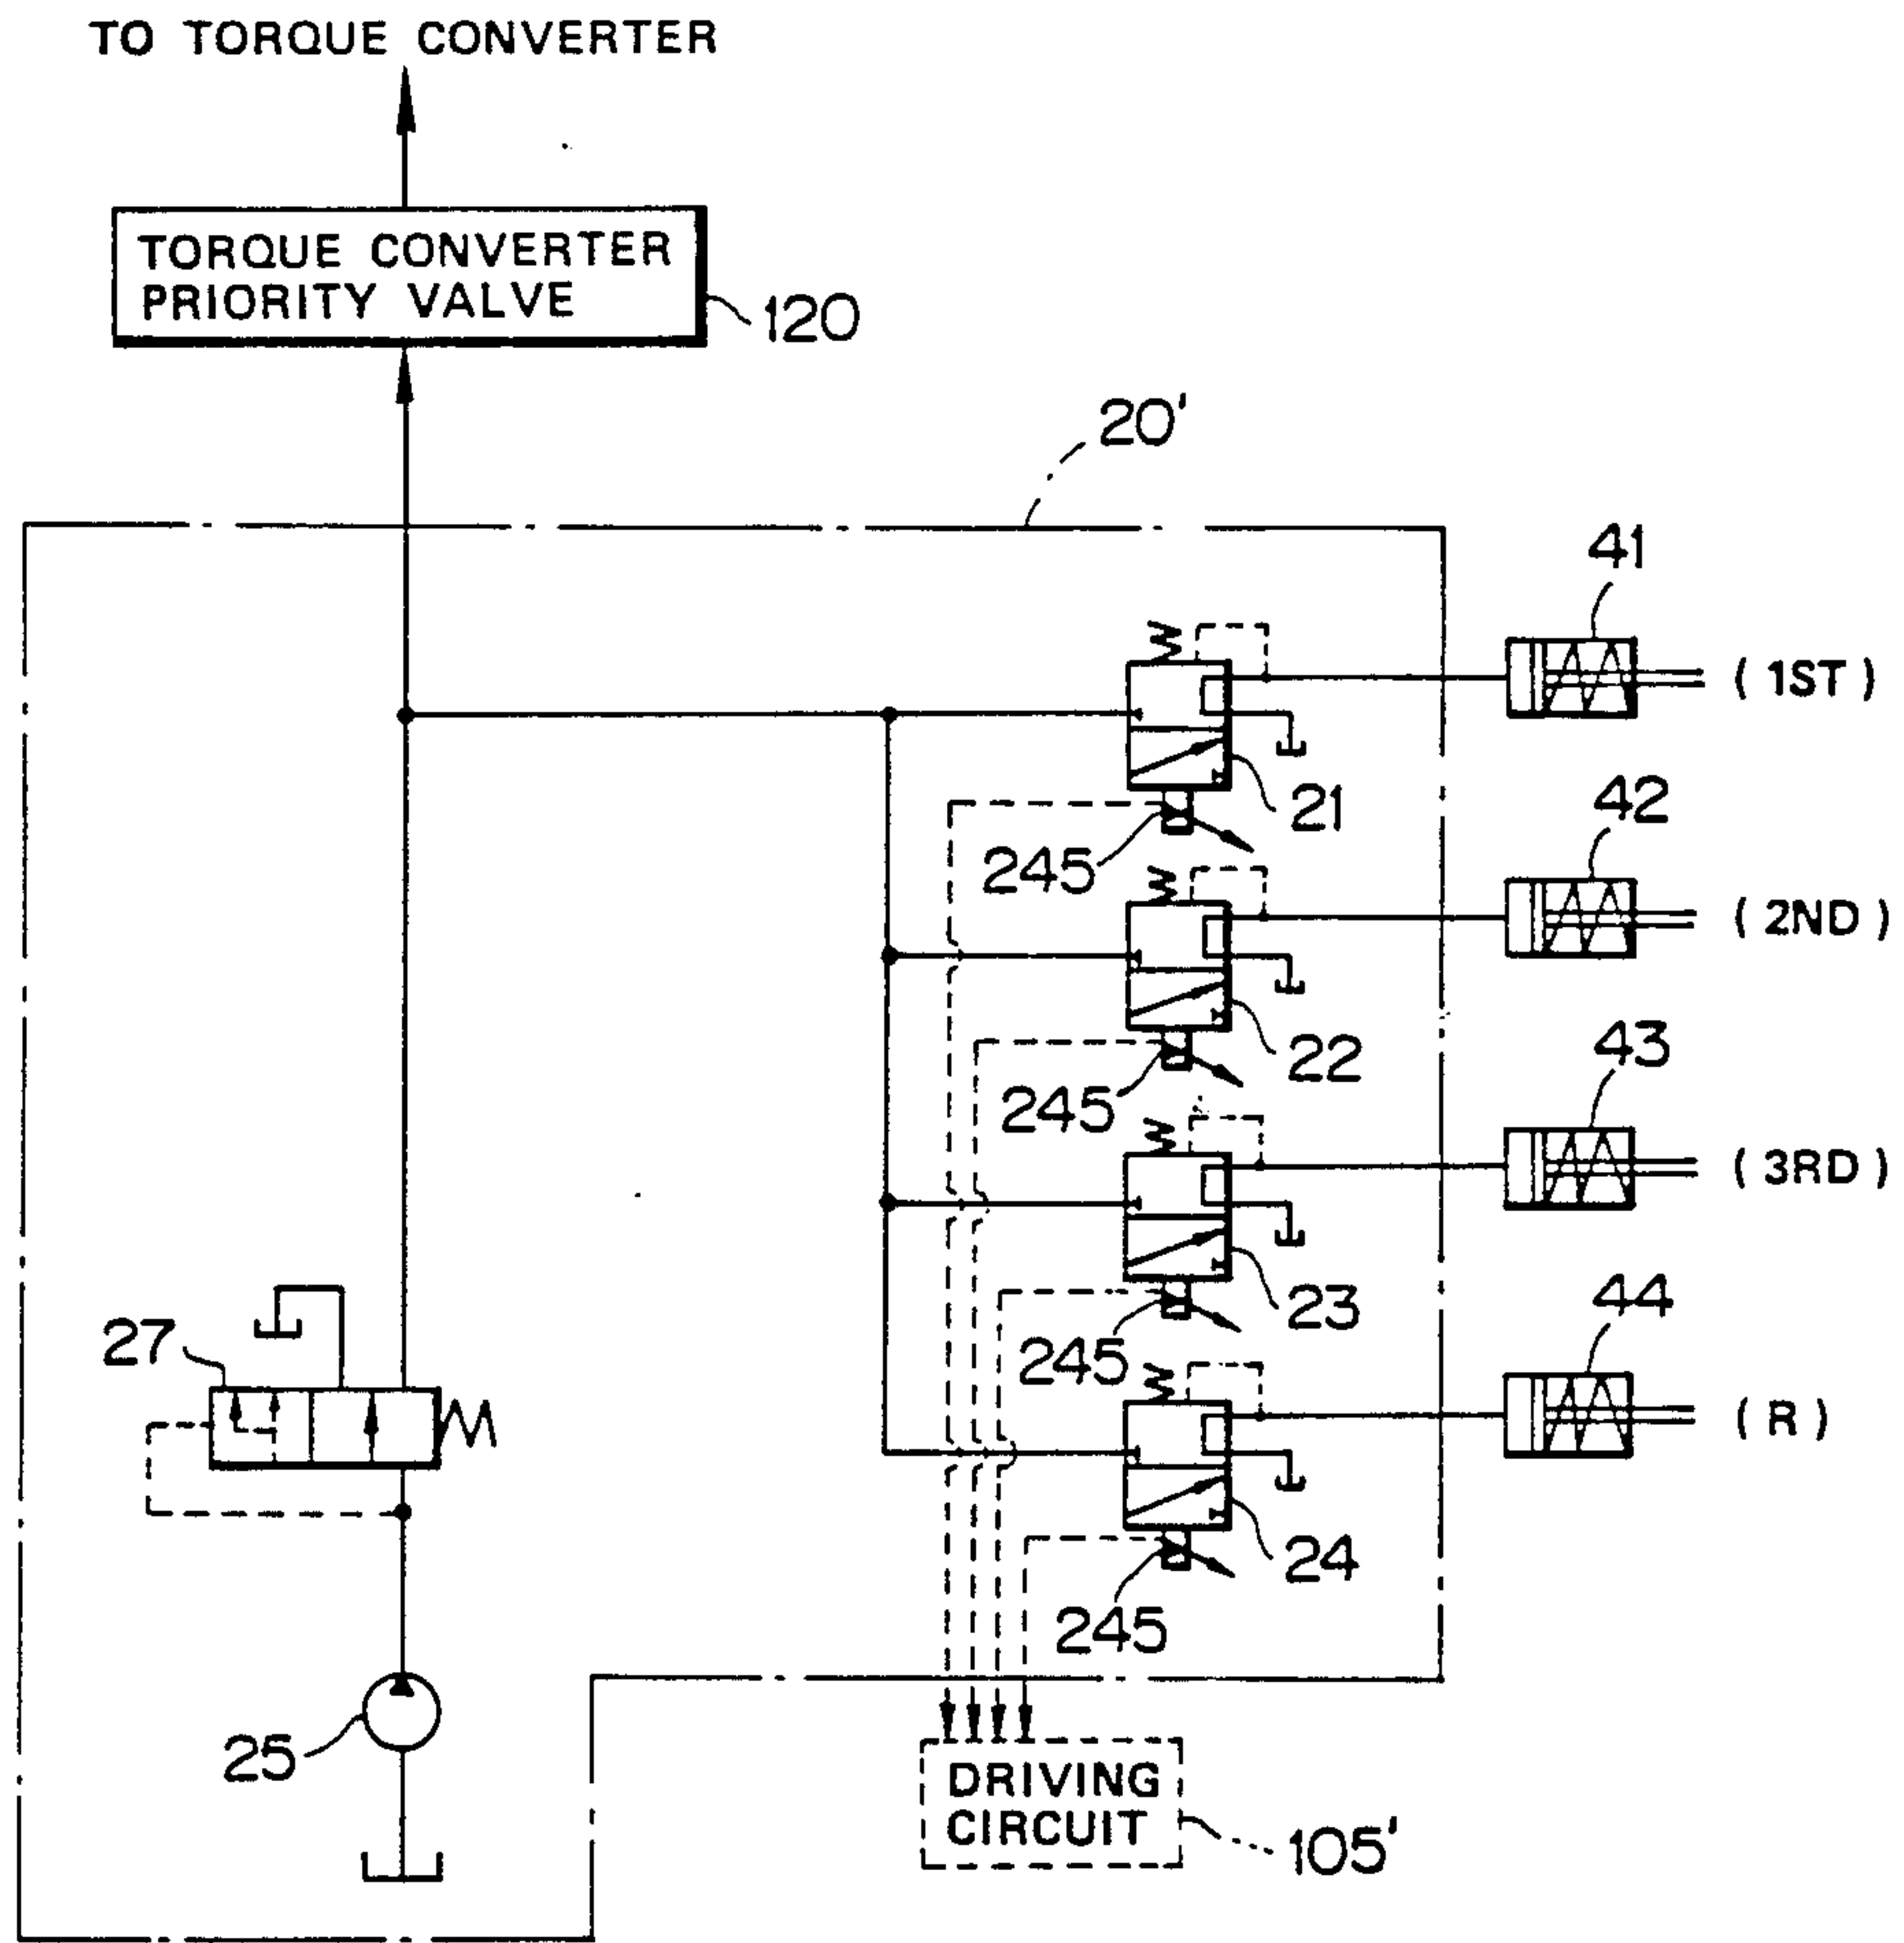 TO TORQUE CONVERTER
TORQUE CONVERTER
PRIORITY VALVE
120
20'
41
(1ST)
21
245
42
(2ND)
22
245
43
(3RD)
23
245
27
44
(R)
24
245
25
DRIVING
CIRCUIT
105'